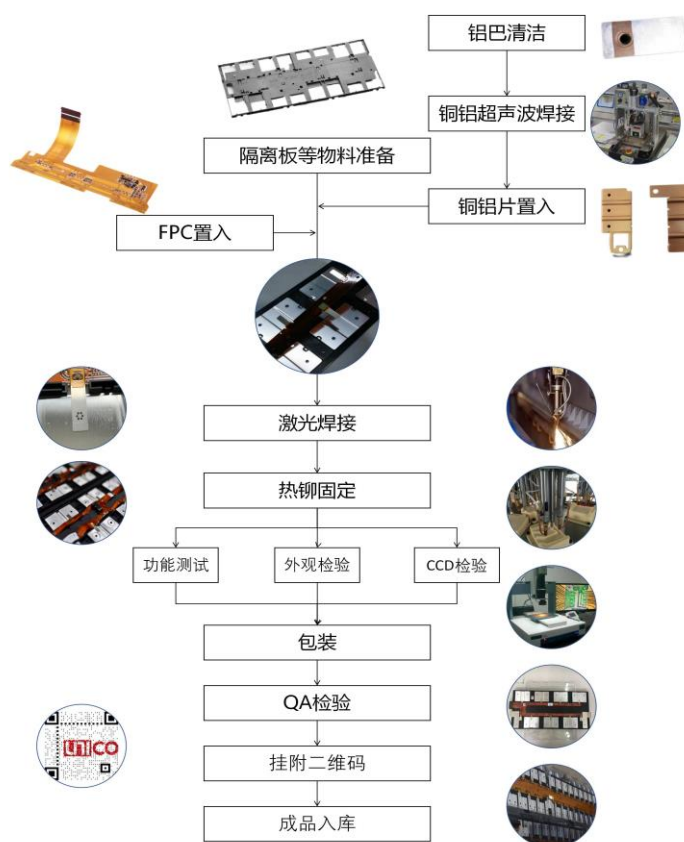 铝巴清洁
铜铝超声波焊接
隔离板等物料准备
铜铝片置入
FPC置入
激光焊接
热铆固定
功能测试
外观检验
CCD检验
包装
QA检验
UNICO
挂附二维码
成品入库